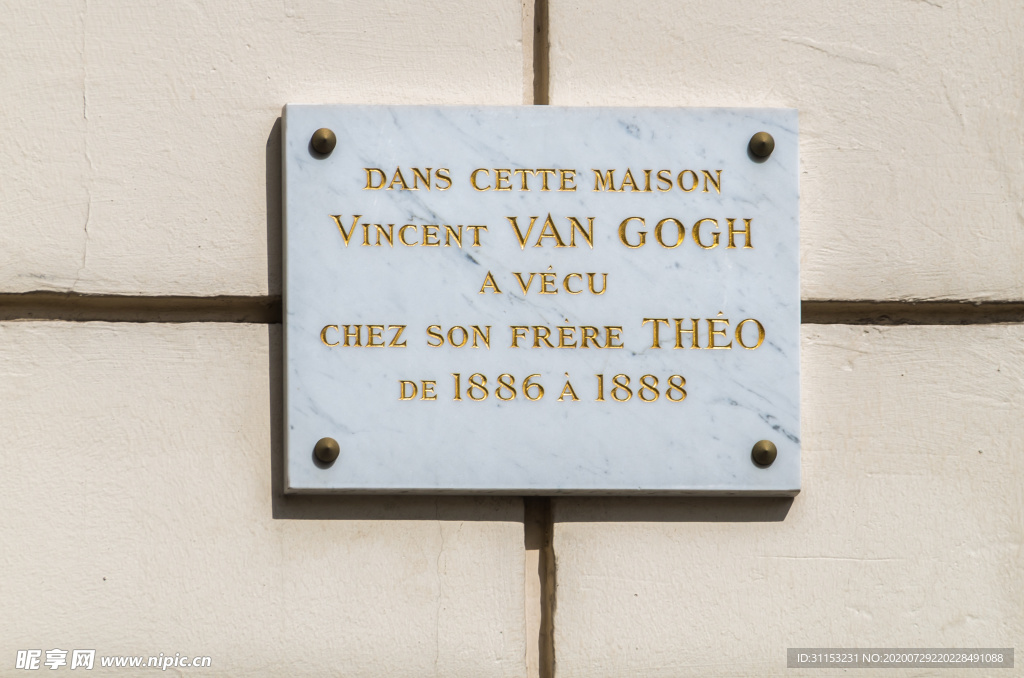 DANS CETTE MAISON
VINCENT VAN GOGH
A VÉCU
CHEZ SON FRÈRE THÉO
DE 1886 À 1888
昵享网 www.nipic.cn
ID:31153231 NO:20200729220228491088